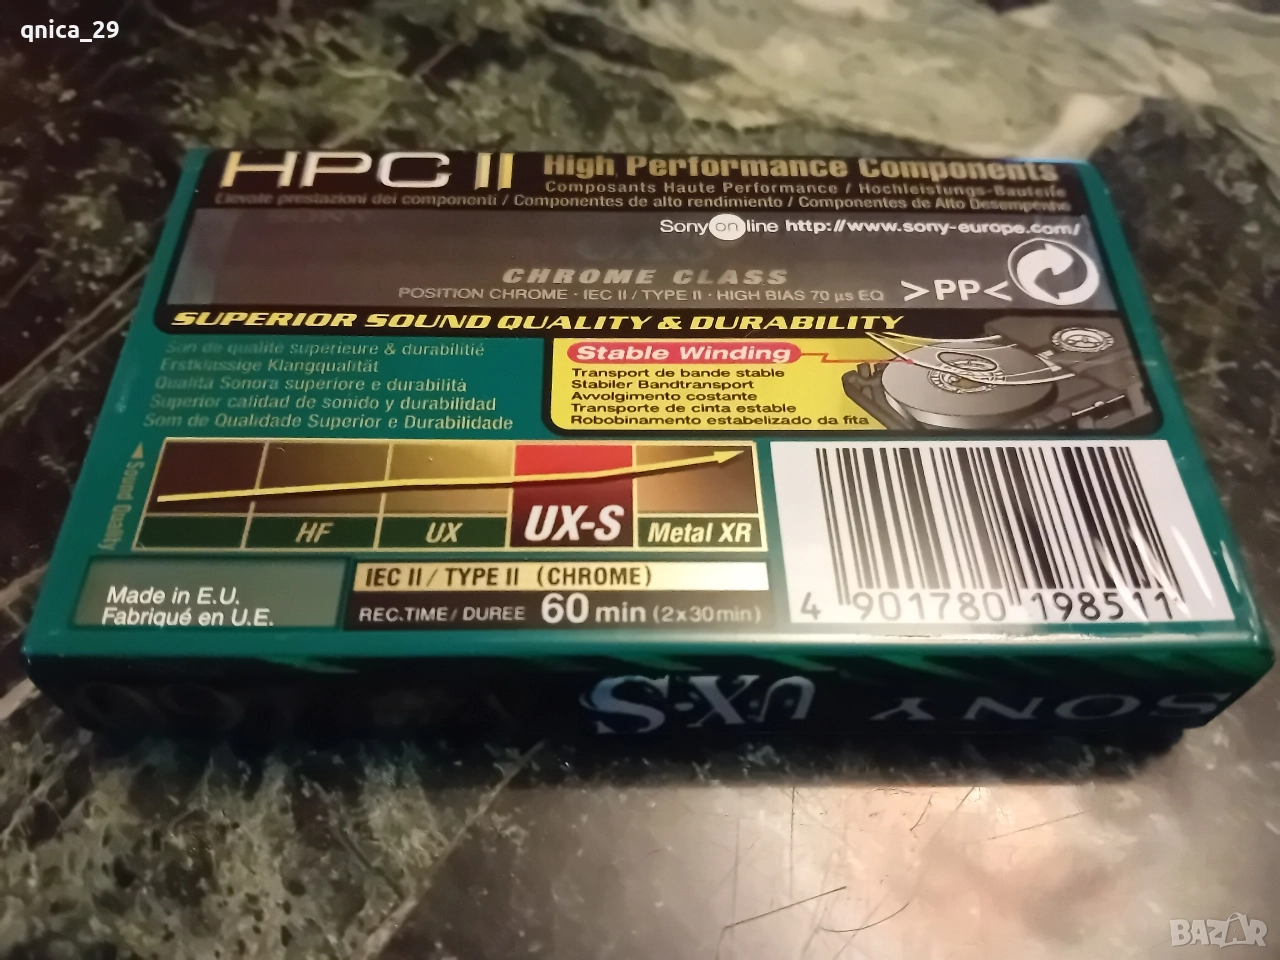 qnica_29
HPC II High Performance Components
Composants Haute Performance / Hochleistungs-Bauteile
Elevate prestazioni dei componenti / Componentes de alto rendimiento / Componentes de Alto Desempenho
Sony on line http://www.sony-europe.com/
CHROME CLASS
POSITION CHROME · IEC II / TYPE II · HIGH BIAS 70 µs EQ
>PP<
SUPERIOR SOUND QUALITY & DURABILITY
Son de qualité supérieure & durabilitié
Erstklassige Klangqualität
Qualità Sonora superiore e durabilità
Superior calidad de sonido y durabilidad
Som de Qualidade Superior e Durabilidade
Stable Winding
Transport de bande stable
Stabiler Bandtransport
Avvolgimento costante
Transporte de cinta estable
Robobinamento estabelizado da fita
Sound Quality
HF UX UX-S Metal XR
IEC II / TYPE II (CHROME)
REC.TIME / DUREE 60 min (2x30min)
Made in E.U.
Fabriqué en U.E.
4 901780 198511
SONY UX·S 60
BAZAR